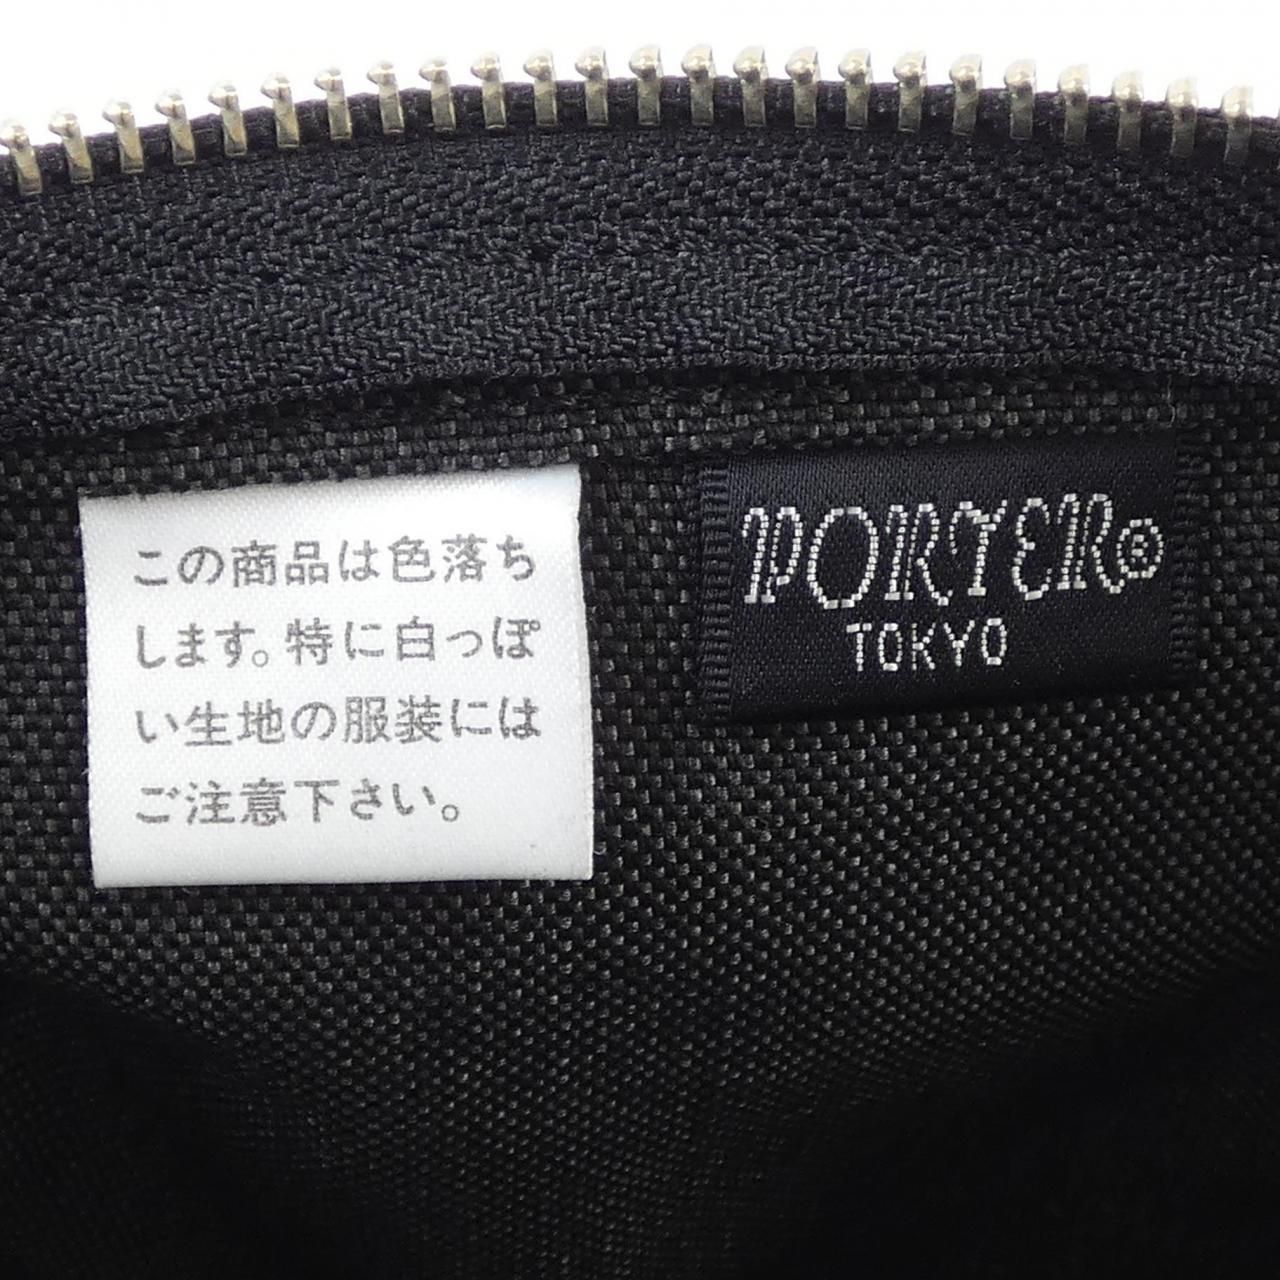 この商品は色落ち
します。特に白っぽ
い生地の服装には
ご注意下さい。
PORTER®
TOKYO